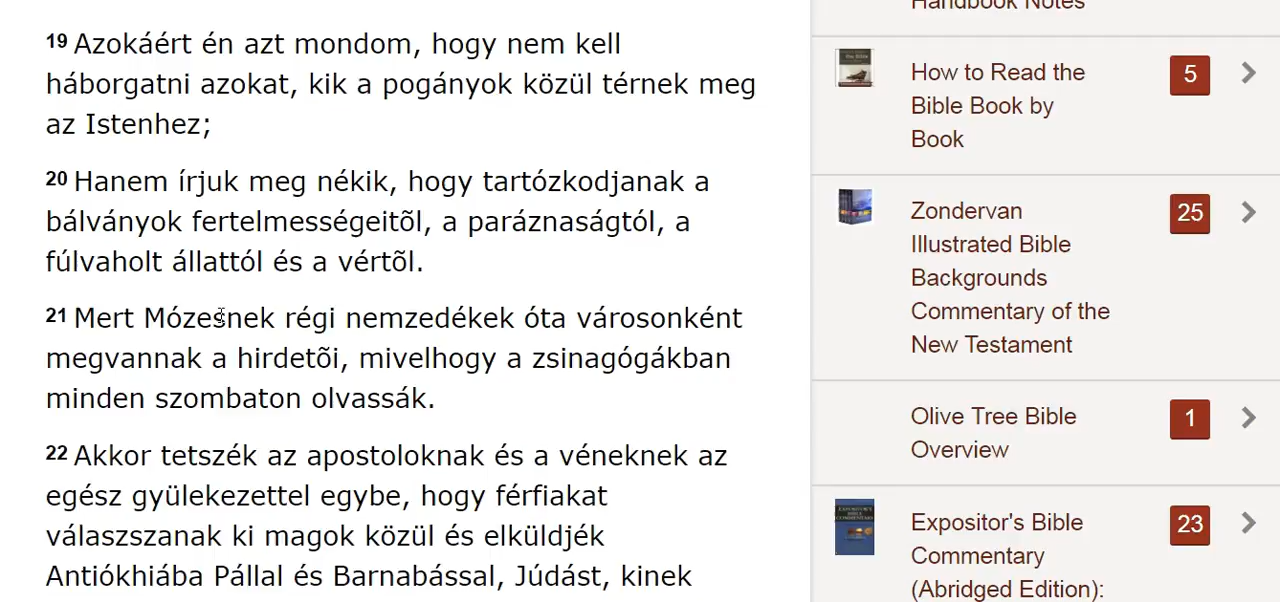 19 Azokáért én azt mondom, hogy nem kell
háborgatni azokat, kik a pogányok közül térnek meg
az Istenhez;
20 Hanem írjuk meg nékik, hogy tartózkodjanak a
bálványok fertelmességeitõl, a paráznaságtól, a
fúlvaholt állattól és a vértõl.
21 Mert Mózesnek régi nemzedékek óta városonként
megvannak a hirdetõi, mivelhogy a zsinagógákban
minden szombaton olvassák.
22 Akkor tetszék az apostoloknak és a véneknek az
egész gyülekezettel egybe, hogy férfiakat
válaszszanak ki magok közül és elküldjék
Antiókhiába Pállal és Barnabással, Júdást, kinek
Handbook Notes
How to Read the
Bible Book by
Book
5
Zondervan
Illustrated Bible
Backgrounds
Commentary of the
New Testament
25
Olive Tree Bible
Overview
1
Expositor's Bible
Commentary
(Abridged Edition):
23